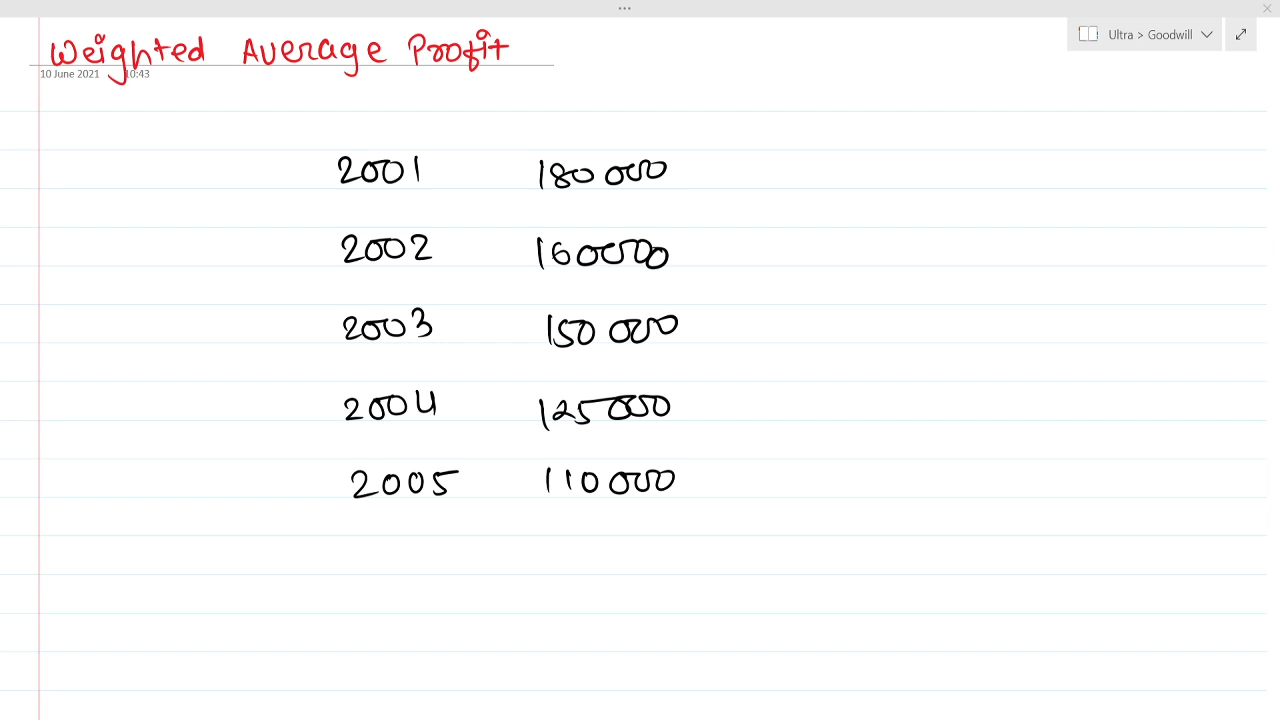 ...
Ultra > Goodwill
Weighted Average Profit
10 June 2021 10:43
2001 180000
2002 160000
2003 150000
2004 125000
2005 110000